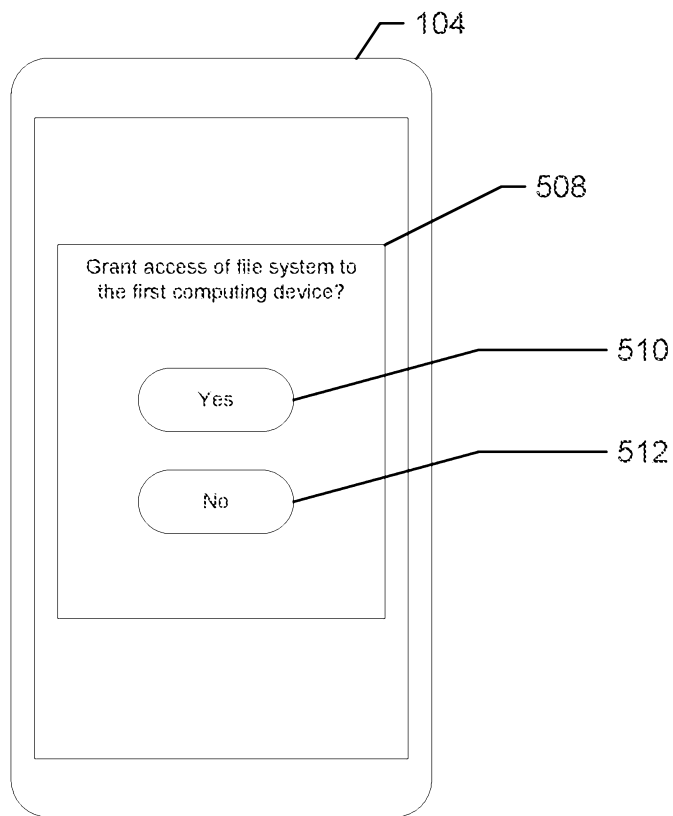 104
508
Grant access of file system to
the first computing device?
510
Yes
512
No